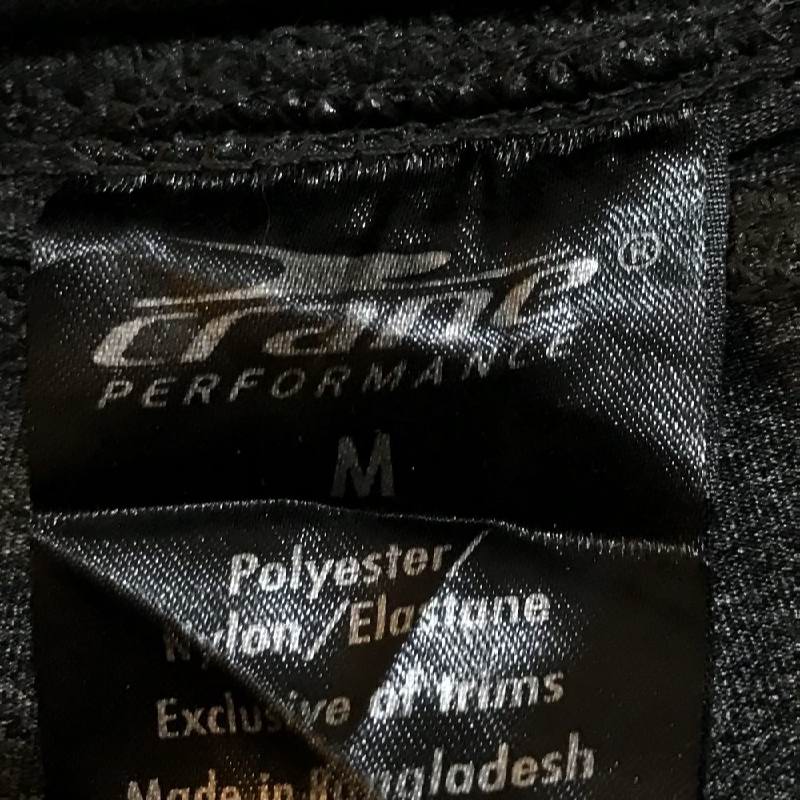 crane ®
PERFORMANCE
M
Polyester/
Nylon/Elastane
Exclusive of trims
Made in Bangladesh